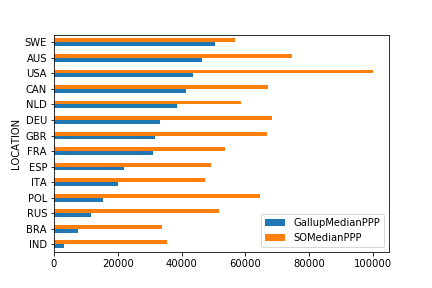 SWE
AUS
USA
CAN
NLD
DEU
GBR
FRA
ESP
ITA
POL
RUS
BRA
IND
LOCATION
GallupMedianPPP
SOMedianPPP
0 20000 40000 60000 80000 100000